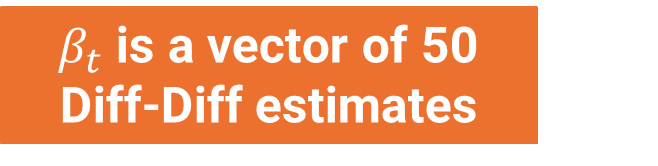 β_t is a vector of 50
Diff-Diff estimates